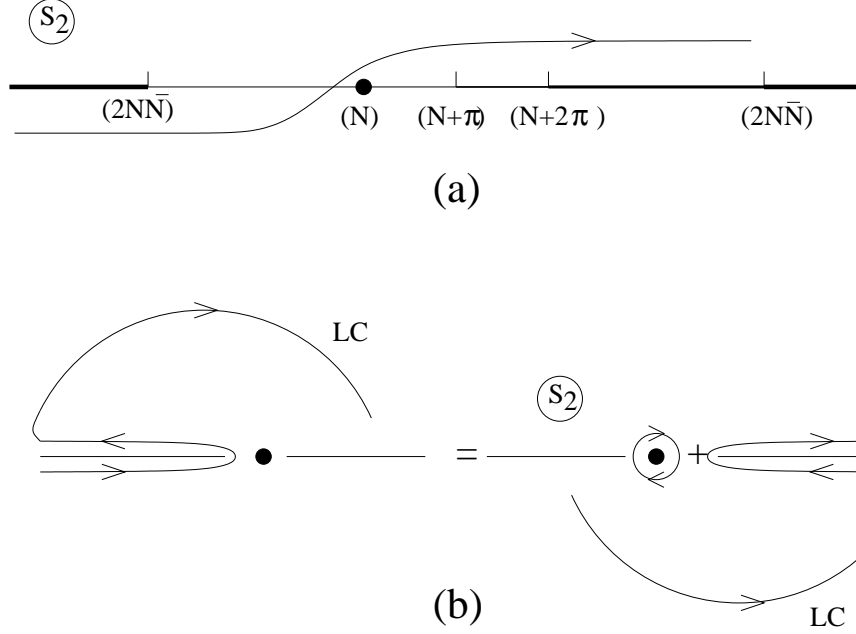 S₂
(2NN̄) (N) (N+π) (N+2π) (2NN̄)
(a)
LC
S₂
= +
LC
(b)